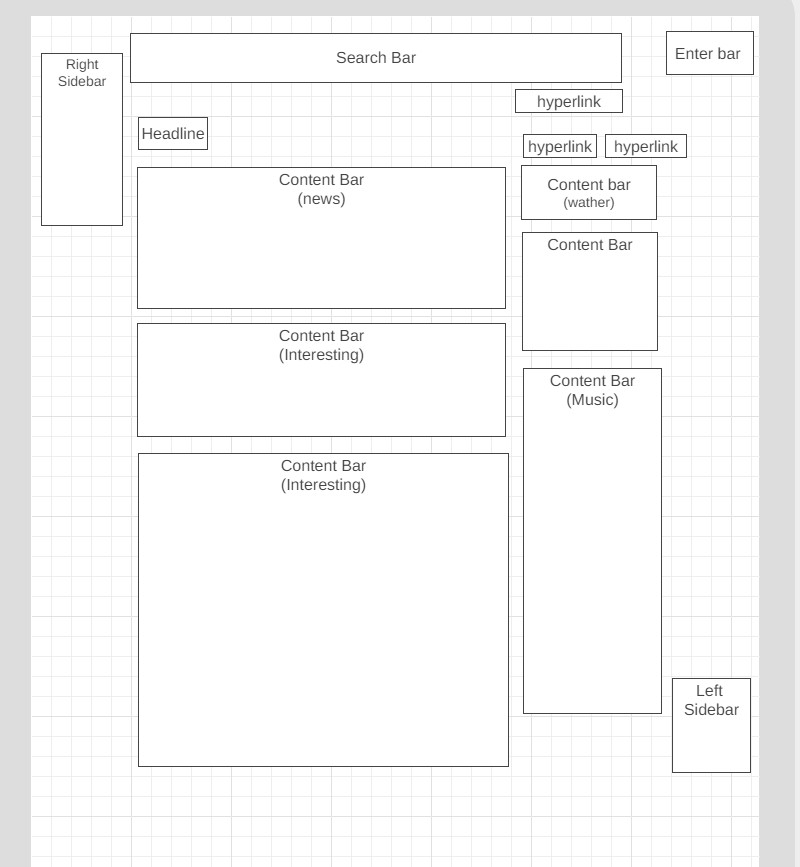 Search Bar
Enter bar
Right
Sidebar
hyperlink
Headline
hyperlink
hyperlink
Content Bar
(news)
Content bar
(wather)
Content Bar
Content Bar
(Interesting)
Content Bar
(Music)
Content Bar
(Interesting)
Left
Sidebar